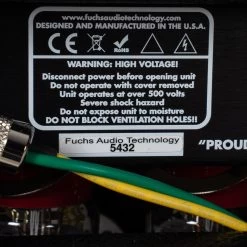 www.fuchsaudiotechnology.com
DESIGNED AND MANUFACTURED IN THE U.S.A.
CE RoHS
WARNING: HIGH VOLTAGE!
Disconnect power before opening unit
Do not operate with cover removed
Unit operates at over 500 volts
Severe shock hazard
Do not expose unit to moisture
DO NOT BLOCK VENTILATION HOLES!!
Fuchs Audio Technology
5432
"PROUD